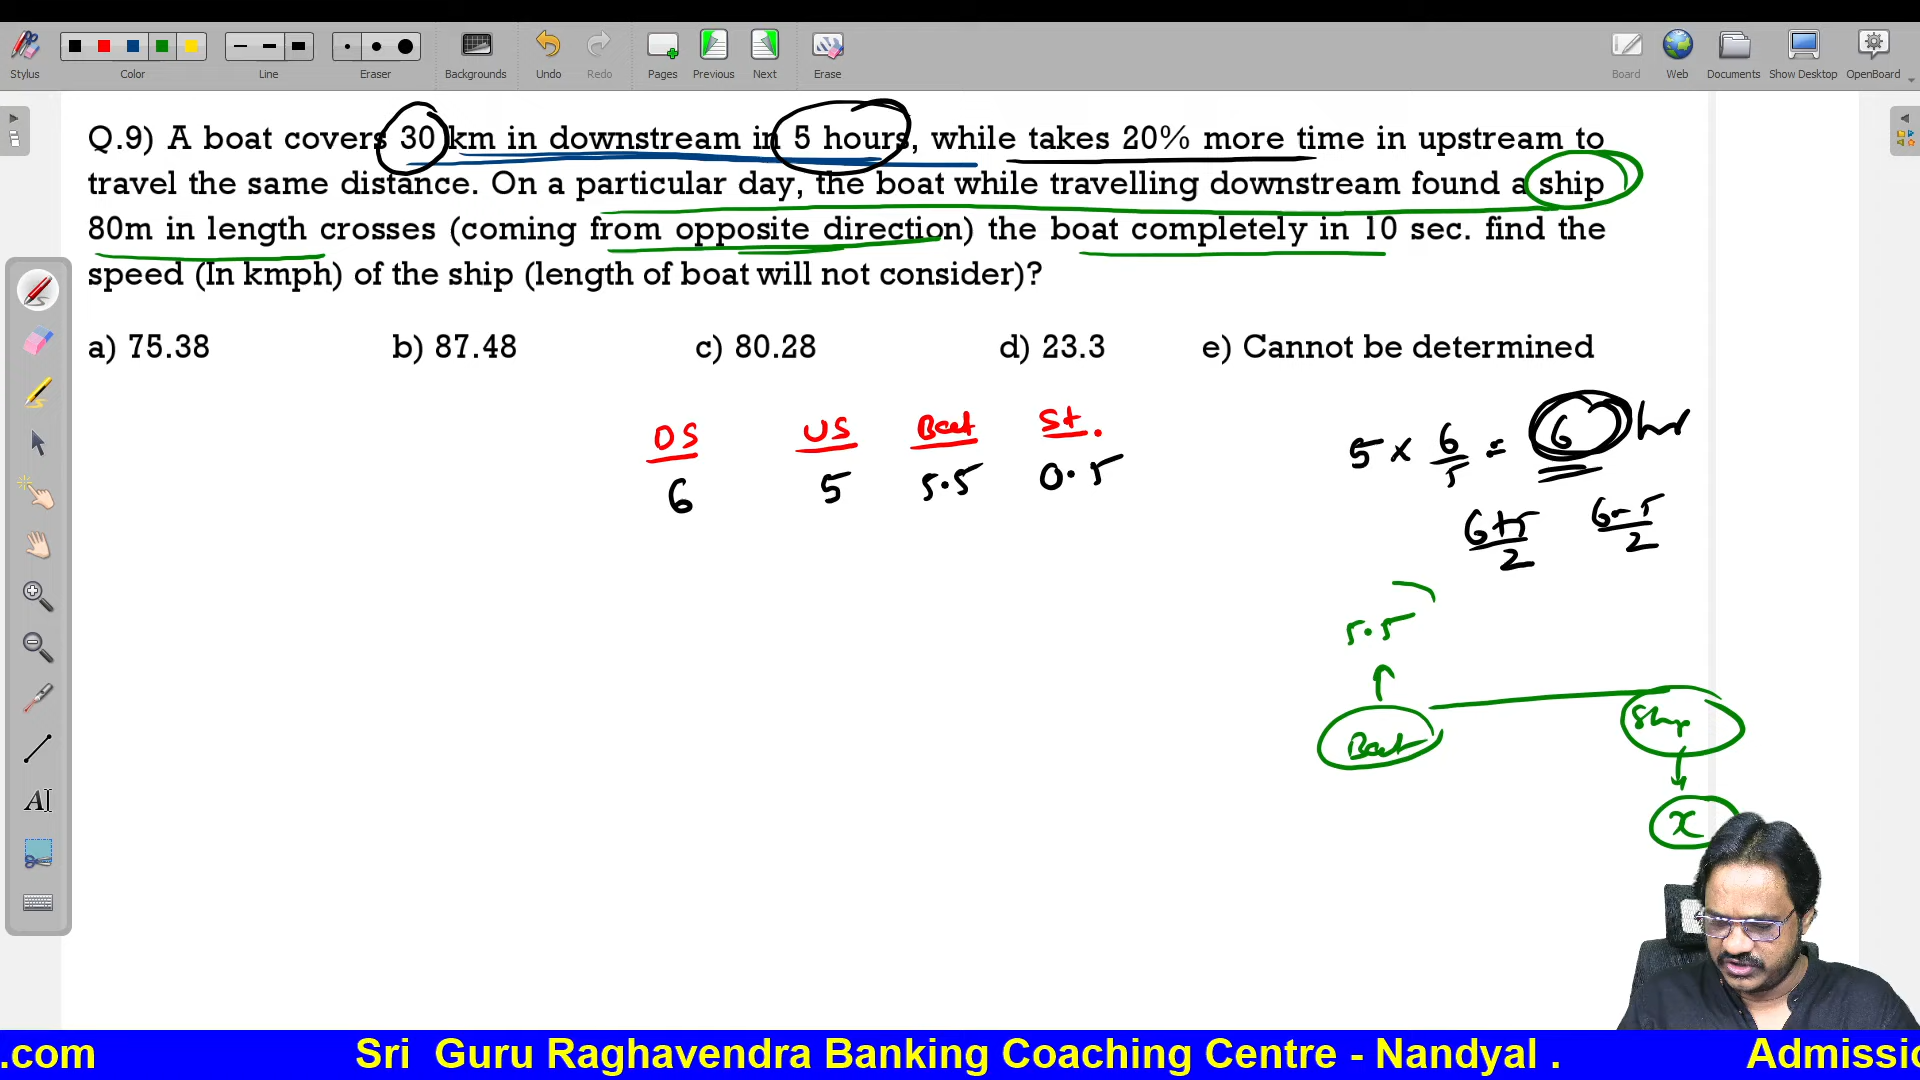 Stylus
Color
Line
Eraser
Backgrounds
Undo
Redo
Pages
Previous
Next
Erase
Board
Web
Documents
Show Desktop
OpenBoard
Q.9) A boat covers 30 km in downstream in 5 hours, while takes 20% more time in upstream to
travel the same distance. On a particular day, the boat while travelling downstream found a ship
80m in length crosses (coming from opposite direction) the boat completely in 10 sec. find the
speed (In kmph) of the ship (length of boat will not consider)?
a) 75.38 b) 87.48 c) 80.28 d) 23.3 e) Cannot be determined
DS US Boat St.
6 5 5.5 0.5
5 × 6/5 = 6 hr
6+5/2 6-5/2
5.5
Boat Ship
x
.com Sri Guru Raghavendra Banking Coaching Centre - Nandyal . Admissio